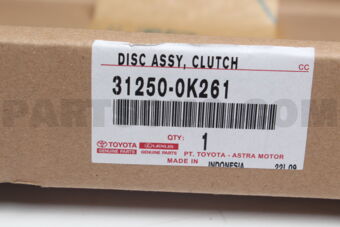 DISC ASSY, CLUTCH
CC
31250-0K261
QTY:
1
TOYOTA LEXUS
GENUINE PARTS GENUINE PARTS
PT. TOYOTA - ASTRA MOTOR
MADE IN INDONESIA
22L09